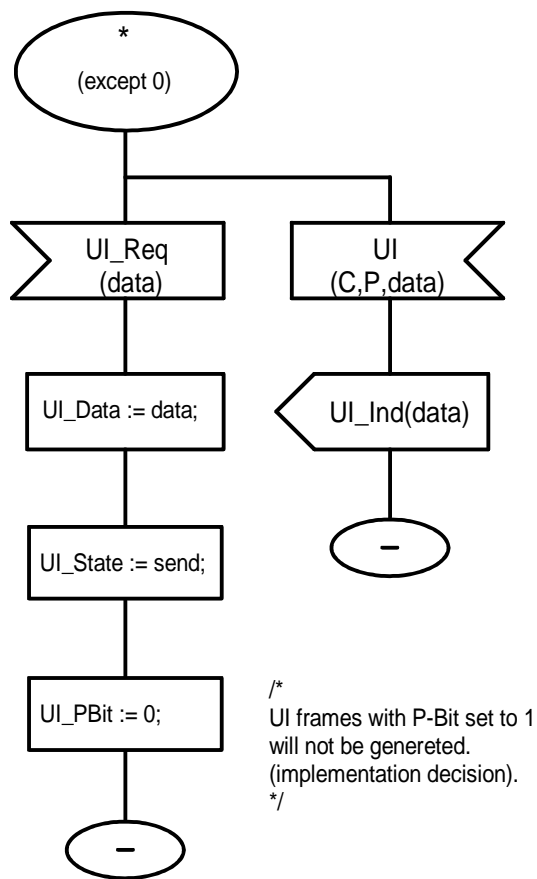 *
(except 0)
UI_Req
(data)
UI
(C,P,data)
UI_Data := data;
UI_Ind(data)
UI_State := send;
–
UI_PBit := 0;
/*
UI frames with P-Bit set to 1
will not be genereted.
(implementation decision).
*/
–